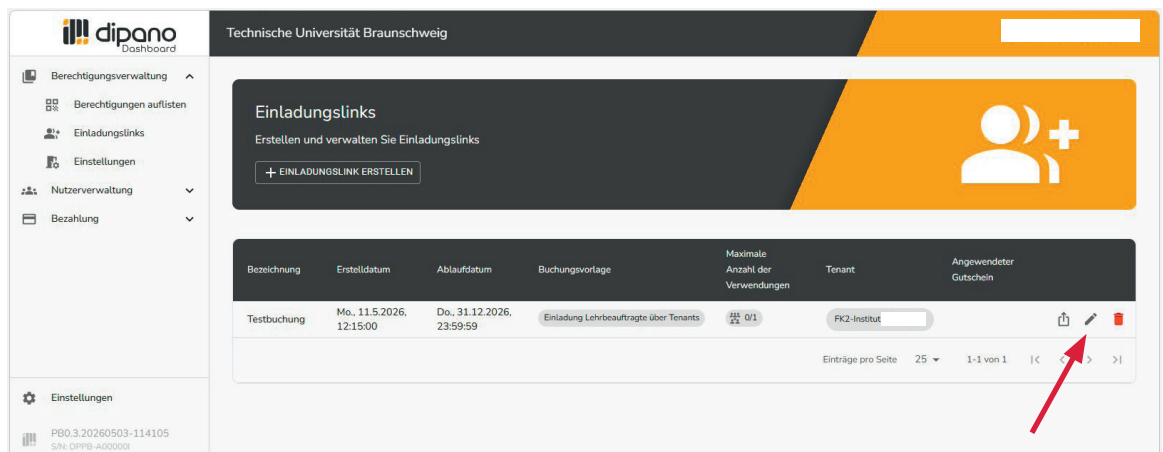 dipano
Dashboard
Technische Universität Braunschweig
Berechtigungsverwaltung
Berechtigungen auflisten
Einladungslinks
Einstellungen
Nutzerverwaltung
Bezahlung
Einladungslinks
Erstellen und verwalten Sie Einladungslinks
+ EINLADUNGSLINK ERSTELLEN
Bezeichnung
Erstelldatum
Ablaufdatum
Buchungsvorlage
Maximale
Anzahl der
Verwendungen
Tenant
Angewendeter
Gutschein
Testbuchung
Mo., 11.5.2026,
12:15:00
Do., 31.12.2026,
23:59:59
Einladung Lehrbeauftragte über Tenants
0/1
FK2-Institut
Einträge pro Seite 25 1-1 von 1
Einstellungen
PB0.3.20260503-114105
S/N: DPPB-A00000I